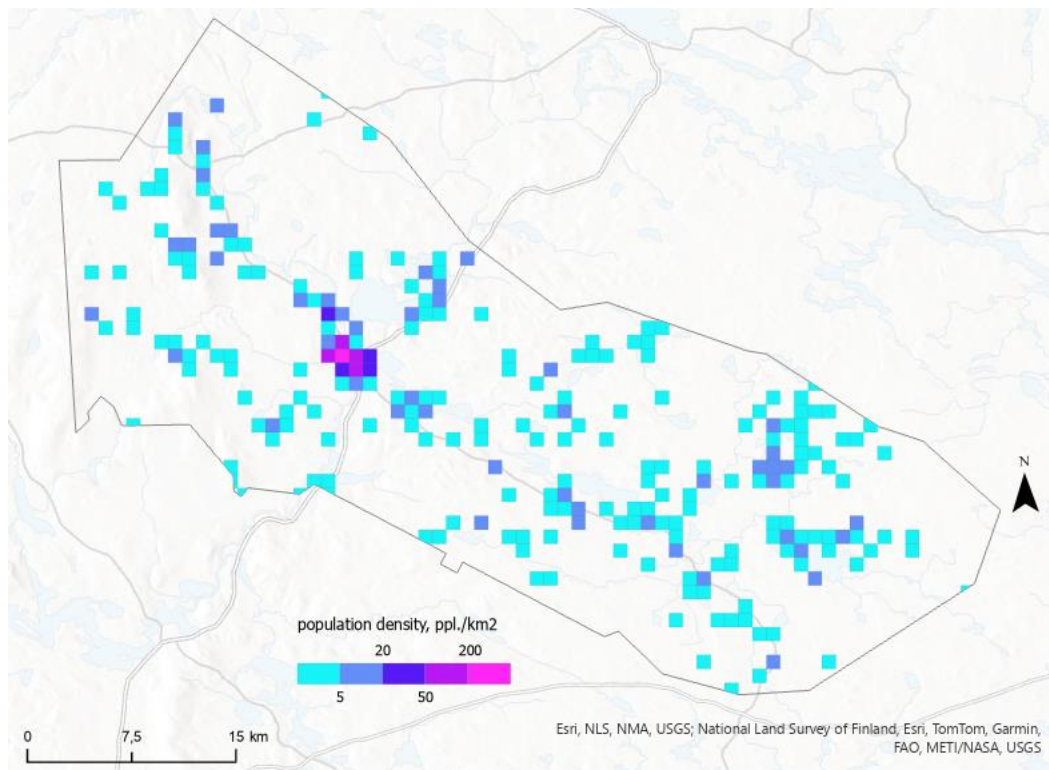 N
population density, ppl./km2
20 200
5 50
0 7,5 15 km
Esri, NLS, NMA, USGS; National Land Survey of Finland, Esri, TomTom, Garmin,
FAO, METI/NASA, USGS